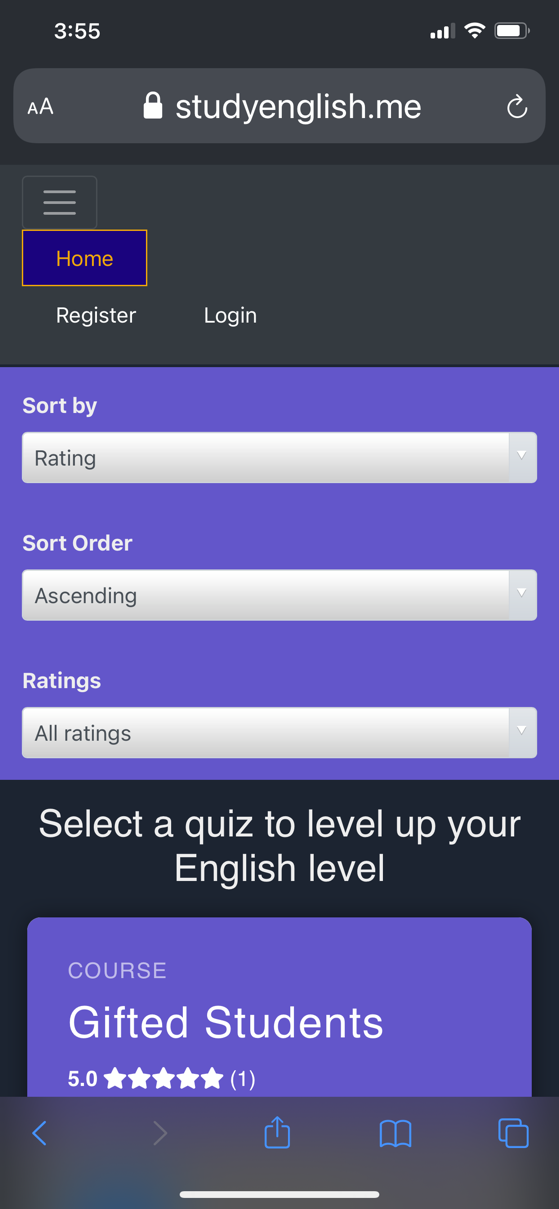 3:55
AA studyenglish.me
Home
Register Login
Sort by
Rating
Sort Order
Ascending
Ratings
All ratings
Select a quiz to level up your
English level
COURSE
Gifted Students
5.0 ★★★★★ (1)